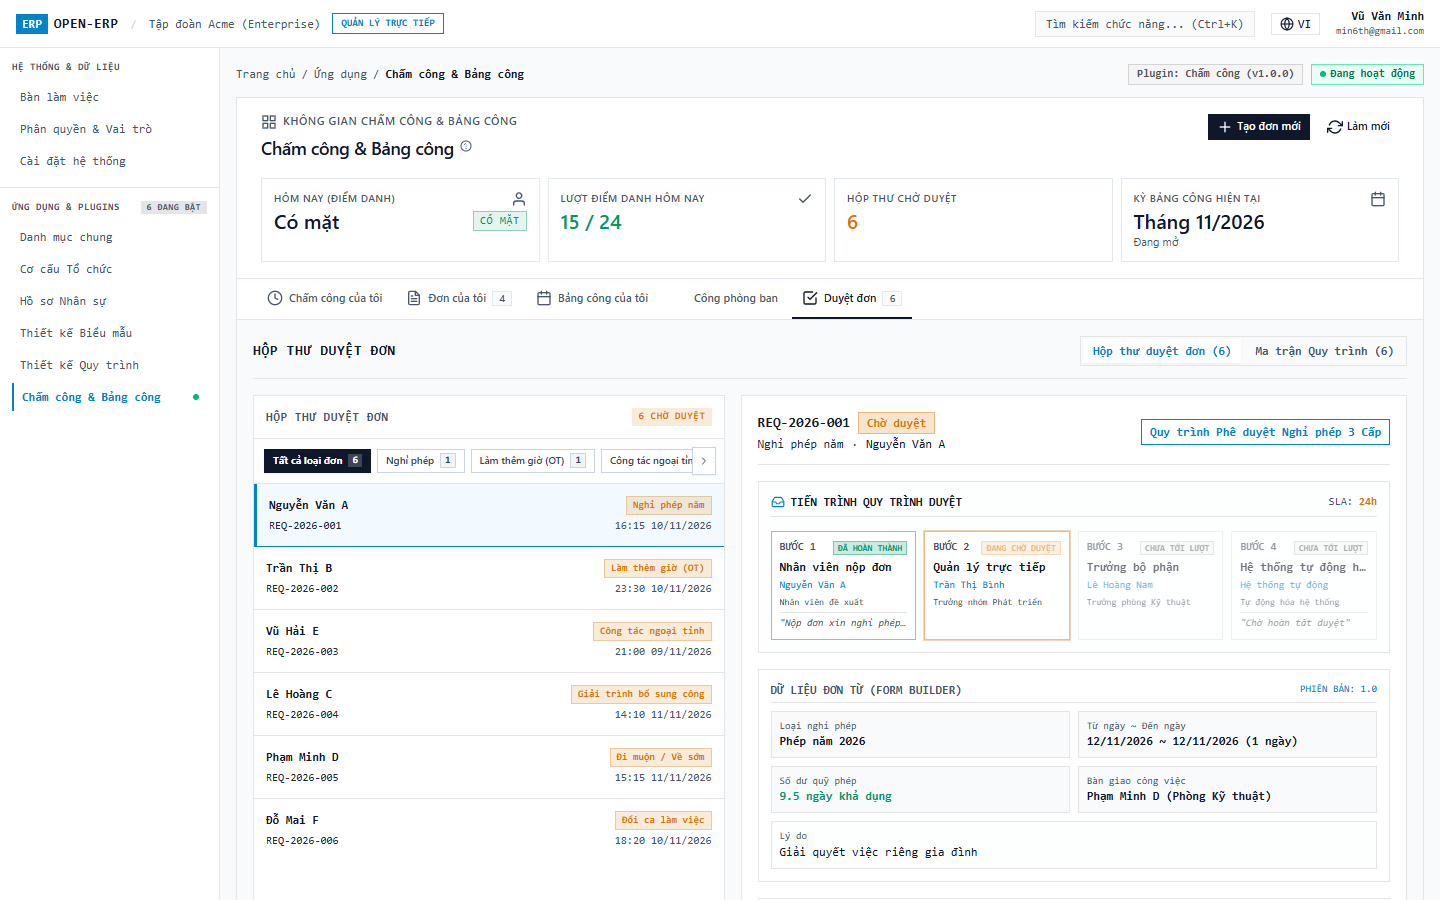 ERP OPEN-ERP / Tập đoàn Acme (Enterprise) QUẢN LÝ TRỰC TIẾP
Tìm kiếm chức năng... (Ctrl+K)
VI
Vũ Văn Minh
min6th@gmail.com
HỆ THỐNG & DỮ LIỆU
Bàn làm việc
Phân quyền & Vai trò
Cài đặt hệ thống
ỨNG DỤNG & PLUGINS 6 ĐANG BẬT
Danh mục chung
Cơ cấu Tổ chức
Hồ sơ Nhân sự
Thiết kế Biểu mẫu
Thiết kế Quy trình
Chấm công & Bảng công
Trang chủ / Ứng dụng / Chấm công & Bảng công
Plugin: Chấm công (v1.0.0)
Đang hoạt động
KHÔNG GIAN CHẤM CÔNG & BẢNG CÔNG
Chấm công & Bảng công
Tạo đơn mới
Làm mới
HÔM NAY (ĐIỂM DANH)
Có mặt
CÓ MẶT
LƯỢT ĐIỂM DANH HÔM NAY
15 / 24
HỘP THƯ CHỜ DUYỆT
6
KỲ BẢNG CÔNG HIỆN TẠI
Tháng 11/2026
Đang mở
Chấm công của tôi
Đơn của tôi 4
Bảng công của tôi
Công phòng ban
Duyệt đơn 6
HỘP THƯ DUYỆT ĐƠN
Hộp thư duyệt đơn (6)
Ma trận Quy trình (6)
HỘP THƯ DUYỆT ĐƠN
6 CHỜ DUYỆT
Tất cả loại đơn 6
Nghỉ phép 1
Làm thêm giờ (OT) 1
Công tác ngoại tỉn
Nguyễn Văn A
Nghỉ phép năm
REQ-2026-001
16:15 10/11/2026
Trần Thị B
Làm thêm giờ (OT)
REQ-2026-002
23:30 10/11/2026
Vũ Hải E
Công tác ngoại tỉnh
REQ-2026-003
21:00 09/11/2026
Lê Hoàng C
Giải trình bổ sung công
REQ-2026-004
14:10 11/11/2026
Phạm Minh D
Đi muộn / Về sớm
REQ-2026-005
15:15 11/11/2026
Đỗ Mai F
Đổi ca làm việc
REQ-2026-006
18:20 10/11/2026
REQ-2026-001 Chờ duyệt
Nghỉ phép năm · Nguyễn Văn A
Quy trình Phê duyệt Nghỉ phép 3 Cấp
TIẾN TRÌNH QUY TRÌNH DUYỆT
SLA: 24h
BƯỚC 1 ĐÃ HOÀN THÀNH
Nhân viên nộp đơn
Nguyễn Văn A
Nhân viên đề xuất
"Nộp đơn xin nghỉ phép…
BƯỚC 2 ĐANG CHỜ DUYỆT
Quản lý trực tiếp
Trần Thị Bình
Trưởng nhóm Phát triển
BƯỚC 3 CHƯA TỚI LƯỢT
Trưởng bộ phận
Lê Hoàng Nam
Trưởng phòng Kỹ thuật
BƯỚC 4 CHƯA TỚI LƯỢT
Hệ thống tự động h…
Hệ thống tự động
Tự động hóa hệ thống
"Chờ hoàn tất duyệt"
DỮ LIỆU ĐƠN TỪ (FORM BUILDER)
PHIÊN BẢN: 1.0
Loại nghỉ phép
Phép năm 2026
Từ ngày ~ Đến ngày
12/11/2026 ~ 12/11/2026 (1 ngày)
Số dư quỹ phép
9.5 ngày khả dụng
Bàn giao công việc
Phạm Minh D (Phòng Kỹ thuật)
Lý do
Giải quyết việc riêng gia đình